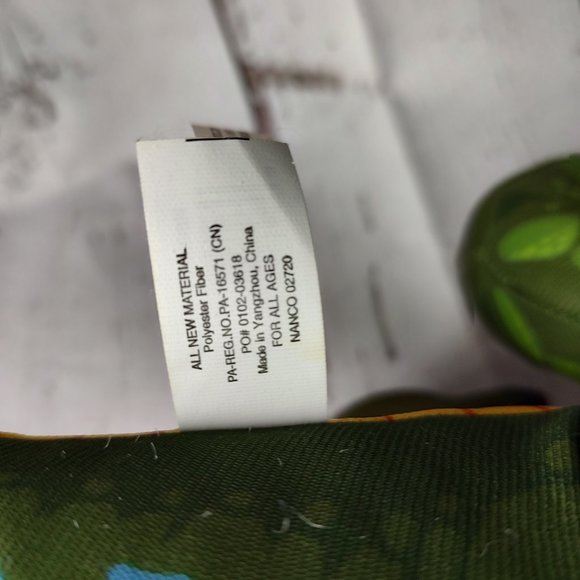 ALL NEW MATERIAL
Polyester Fiber
PA-REG.NO.PA-16571 (CN)
PO# 0102-03618
Made in Yangzhou, China
FOR ALL AGES
NANCO 02720